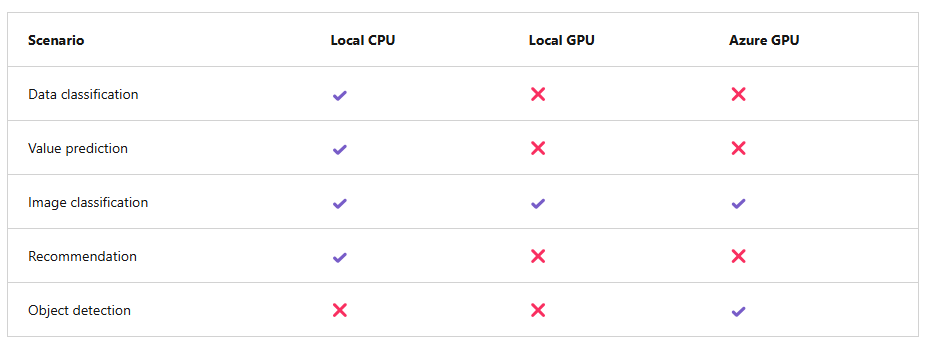 Scenario Local CPU Local GPU Azure GPU
Data classification ✓ ✕ ✕
Value prediction ✓ ✕ ✕
Image classification ✓ ✓ ✓
Recommendation ✓ ✕ ✕
Object detection ✕ ✕ ✓